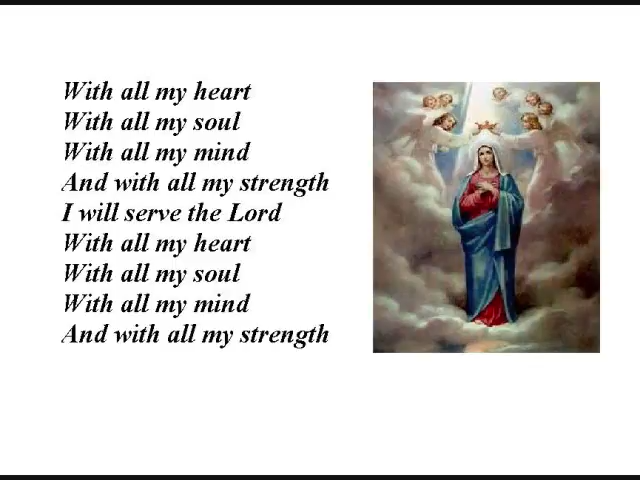 With all my heart
With all my soul
With all my mind
And with all my strength
I will serve the Lord
With all my heart
With all my soul
With all my mind
And with all my strength